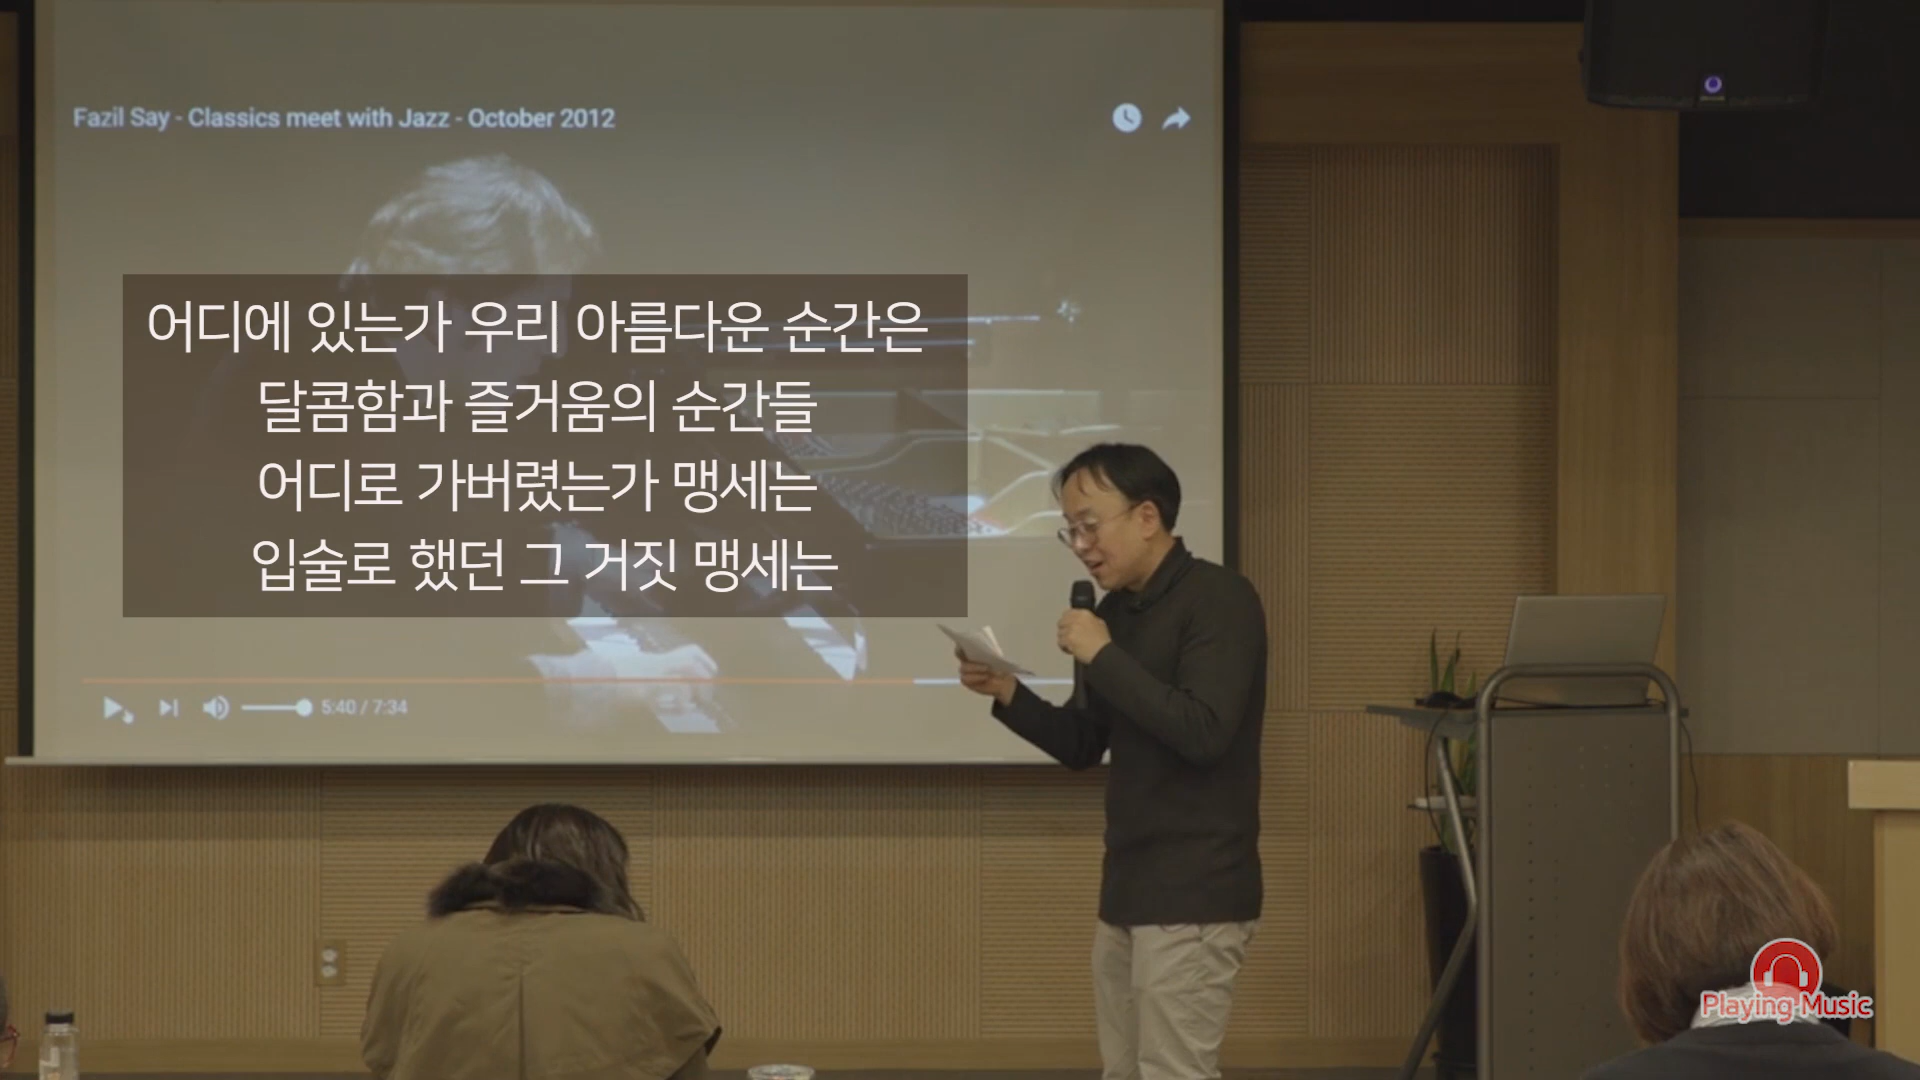 Fazil Say - Classics meet with Jazz - October 2012
어디에 있는가 우리 아름다운 순간은
달콤함과 즐거움의 순간들
어디로 가버렸는가 맹세는
입술로 했던 그 거짓 맹세는
5:40 / 7:34
Playing Music